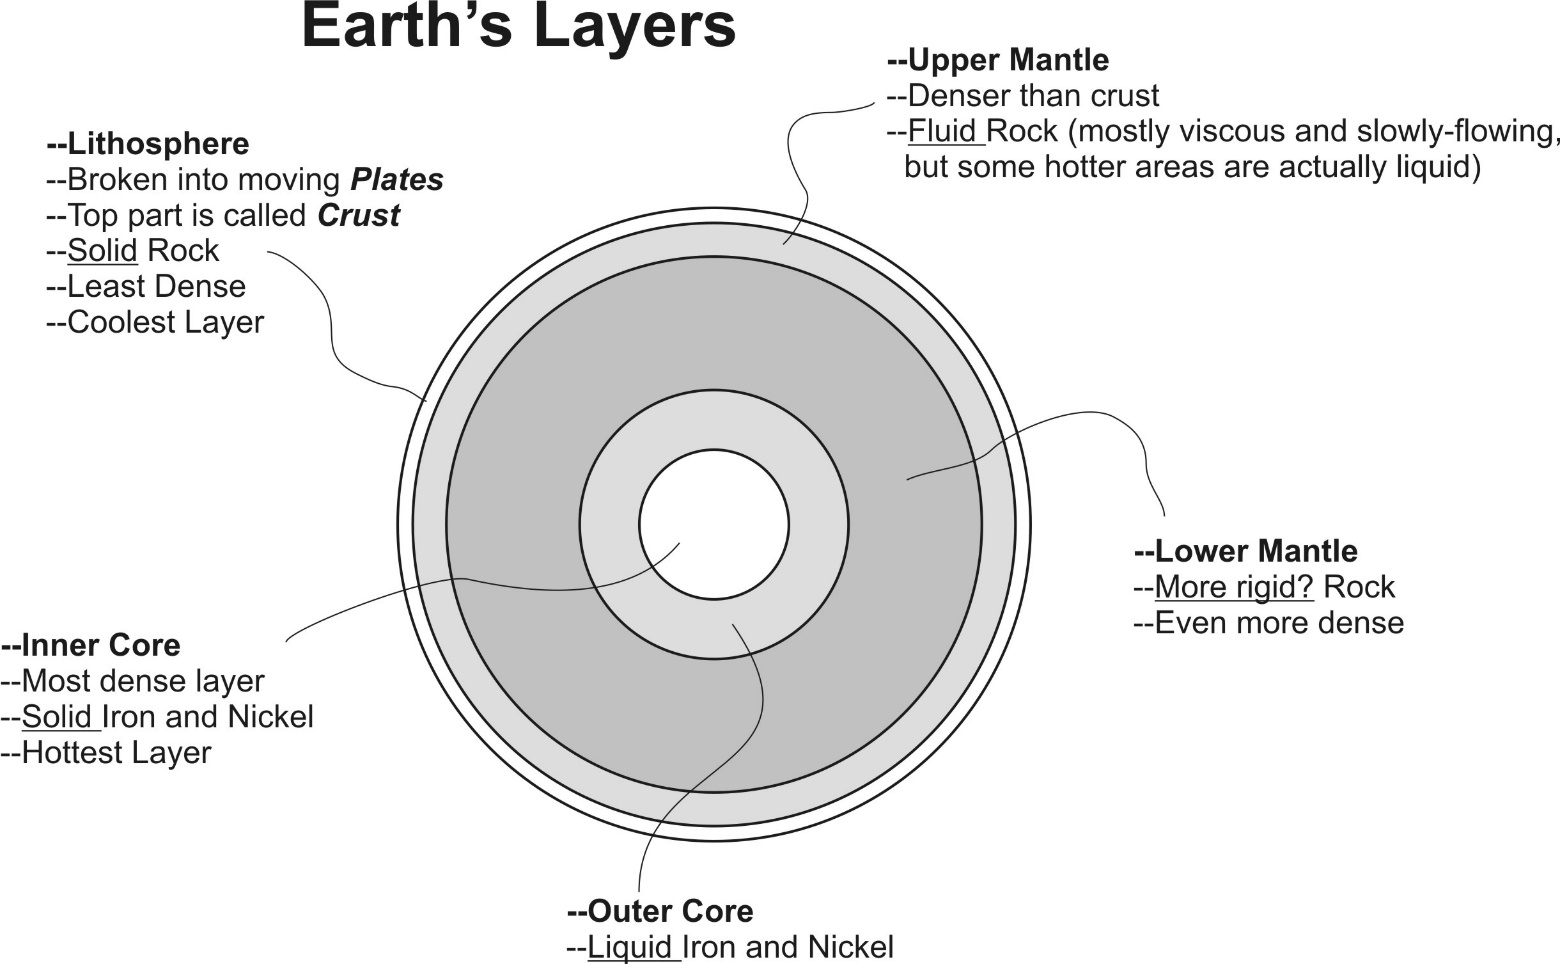 Earth’s Layers
--Upper Mantle
--Denser than crust
--Fluid Rock (mostly viscous and slowly-flowing,
but some hotter areas are actually liquid)
--Lithosphere
--Broken into moving Plates
--Top part is called Crust
--Solid Rock
--Least Dense
--Coolest Layer
--Lower Mantle
--More rigid? Rock
--Even more dense
--Inner Core
--Most dense layer
--Solid Iron and Nickel
--Hottest Layer
--Outer Core
--Liquid Iron and Nickel